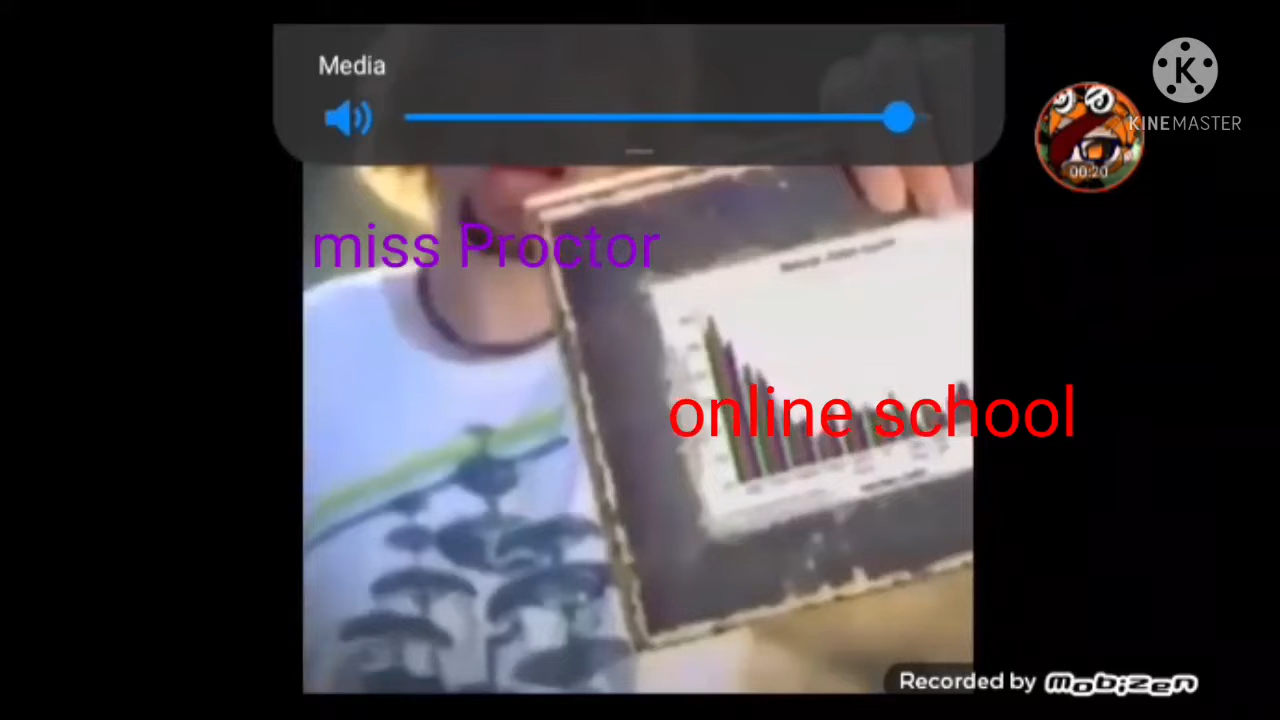 Media
KINEMASTER
00:20
miss Proctor
online school
Recorded by mobizen